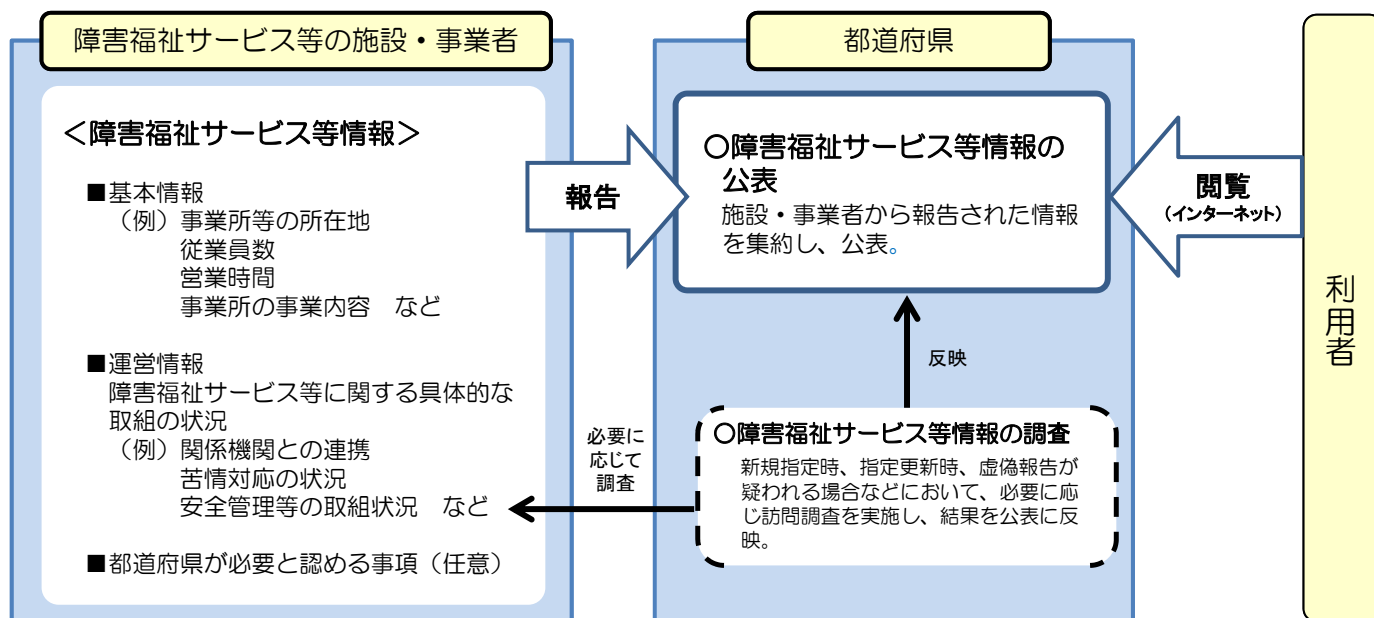 障害福祉サービス等の施設・事業者
＜障害福祉サービス等情報＞
■基本情報
（例）事業所等の所在地
従業員数
営業時間
事業所の事業内容　など
■運営情報
障害福祉サービス等に関する具体的な
取組の状況
（例）関係機関との連携
苦情対応の状況
安全管理等の取組状況　など
■都道府県が必要と認める事項（任意）
報告
必要に
応じて
調査
都道府県
○障害福祉サービス等情報の
公表
施設・事業者から報告された情報
を集約し、公表。
反映
○障害福祉サービス等情報の調査
新規指定時、指定更新時、虚偽報告が
疑われる場合などにおいて、必要に応
じ訪問調査を実施し、結果を公表に反
映。
閲覧
（インターネット）
利用者